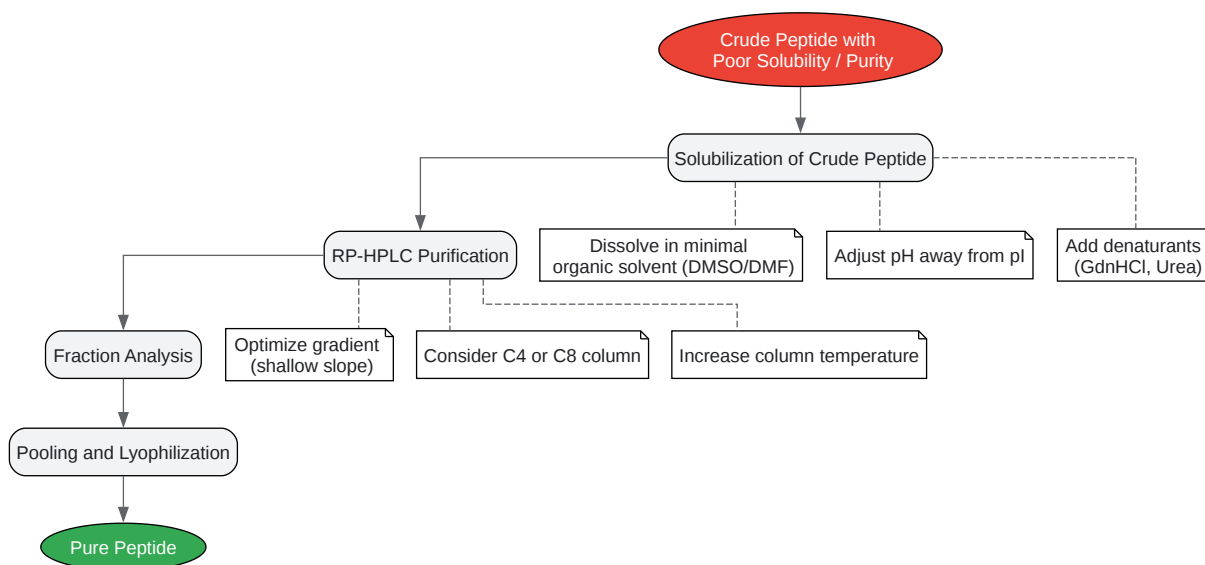 Crude Peptide with
Poor Solubility / Purity
Solubilization of Crude Peptide
RP-HPLC Purification
Dissolve in minimal
organic solvent (DMSO/DMF)
Adjust pH away from pI
Add denaturants
(GdnHCl, Urea)
Fraction Analysis
Optimize gradient
(shallow slope)
Consider C4 or C8 column
Increase column temperature
Pooling and Lyophilization
Pure Peptide